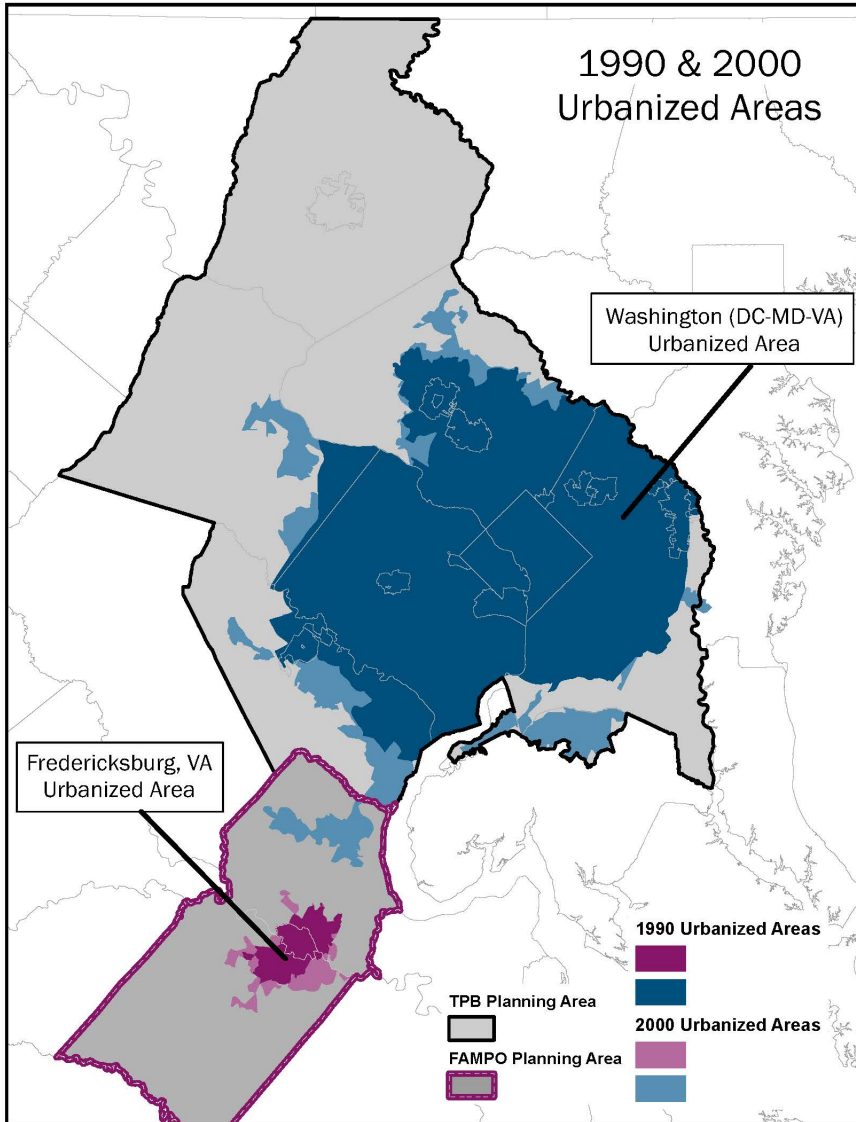 1990 & 2000
Urbanized Areas
Washington (DC-MD-VA)
Urbanized Area
Fredericksburg, VA
Urbanized Area
1990 Urbanized Areas
TPB Planning Area
2000 Urbanized Areas
FAMPO Planning Area